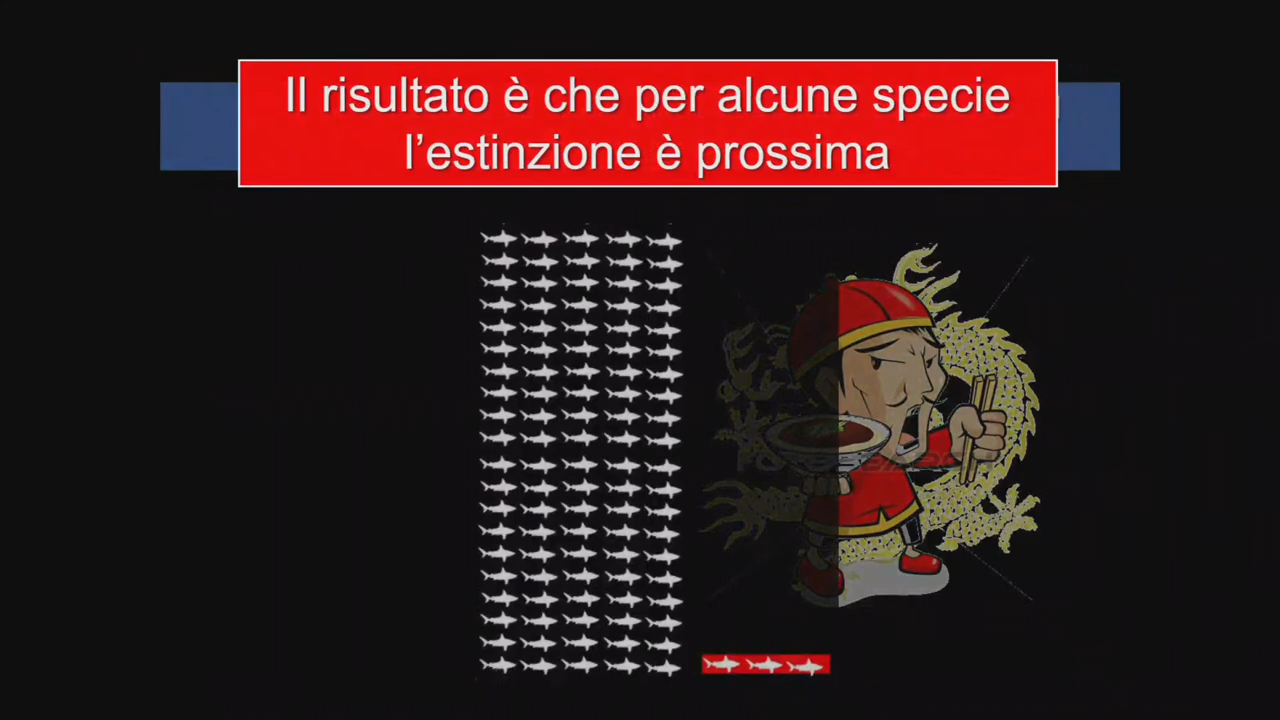 Il risultato è che per alcune specie
l'estinzione è prossima